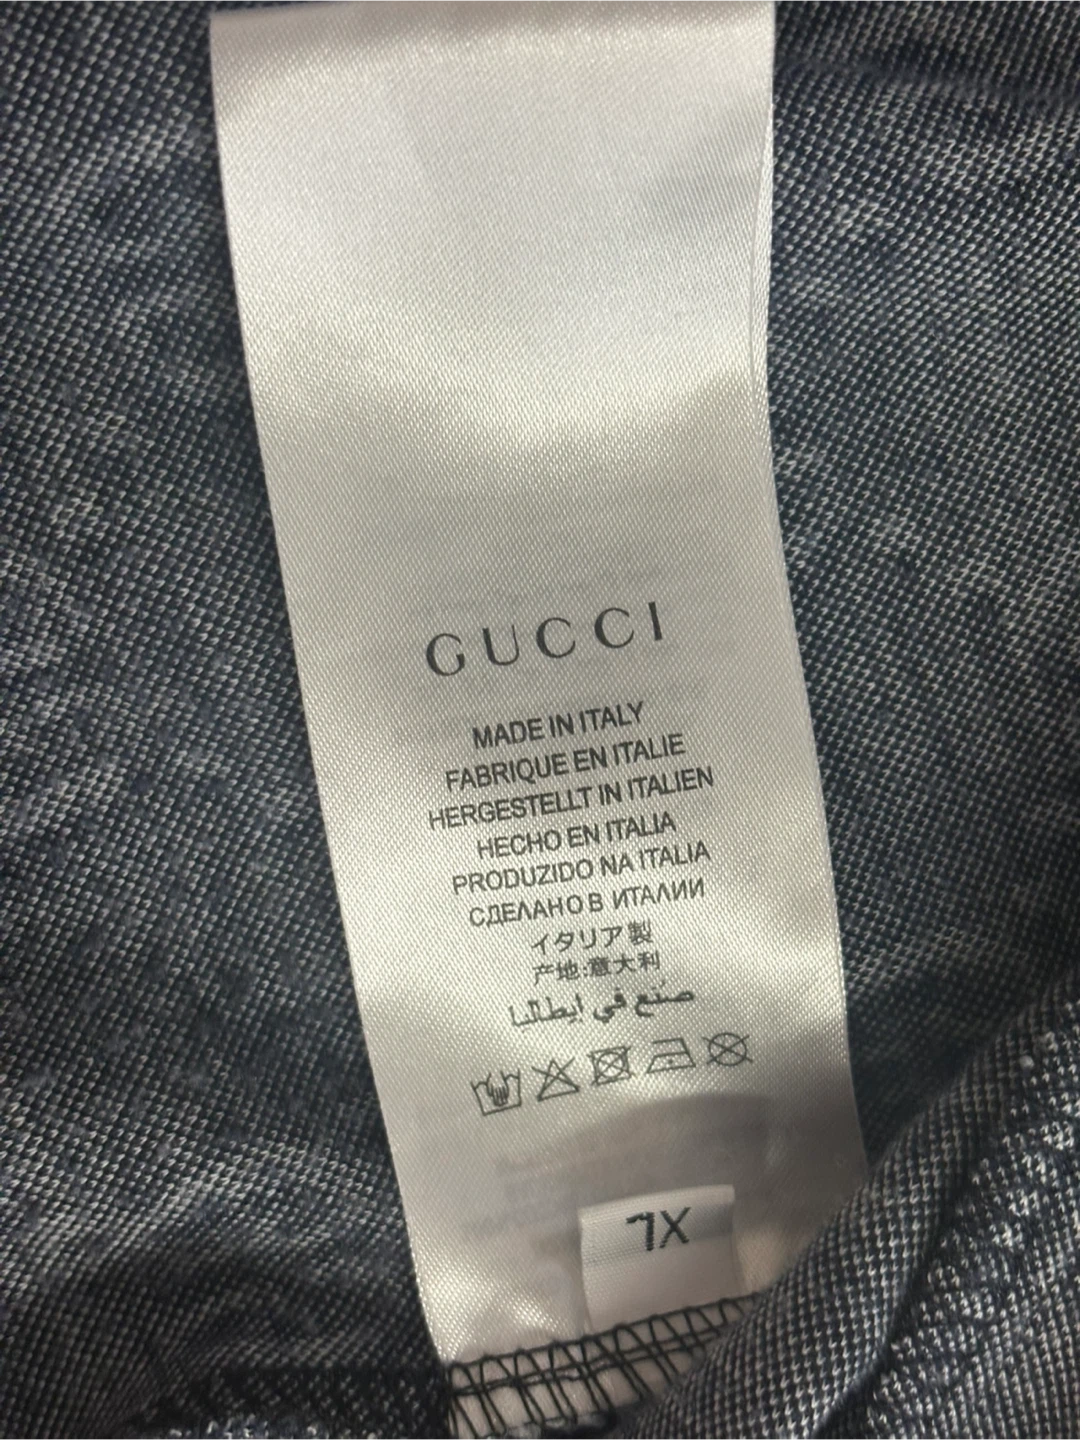 GUCCI
MADE IN ITALY
FABRIQUE EN ITALIE
HERGESTELLT IN ITALIEN
HECHO EN ITALIA
PRODUZIDO NA ITALIA
СДЕЛАНО В ИТАЛИИ
イタリア製
产地:意大利
صنع في إيطاليا
XL